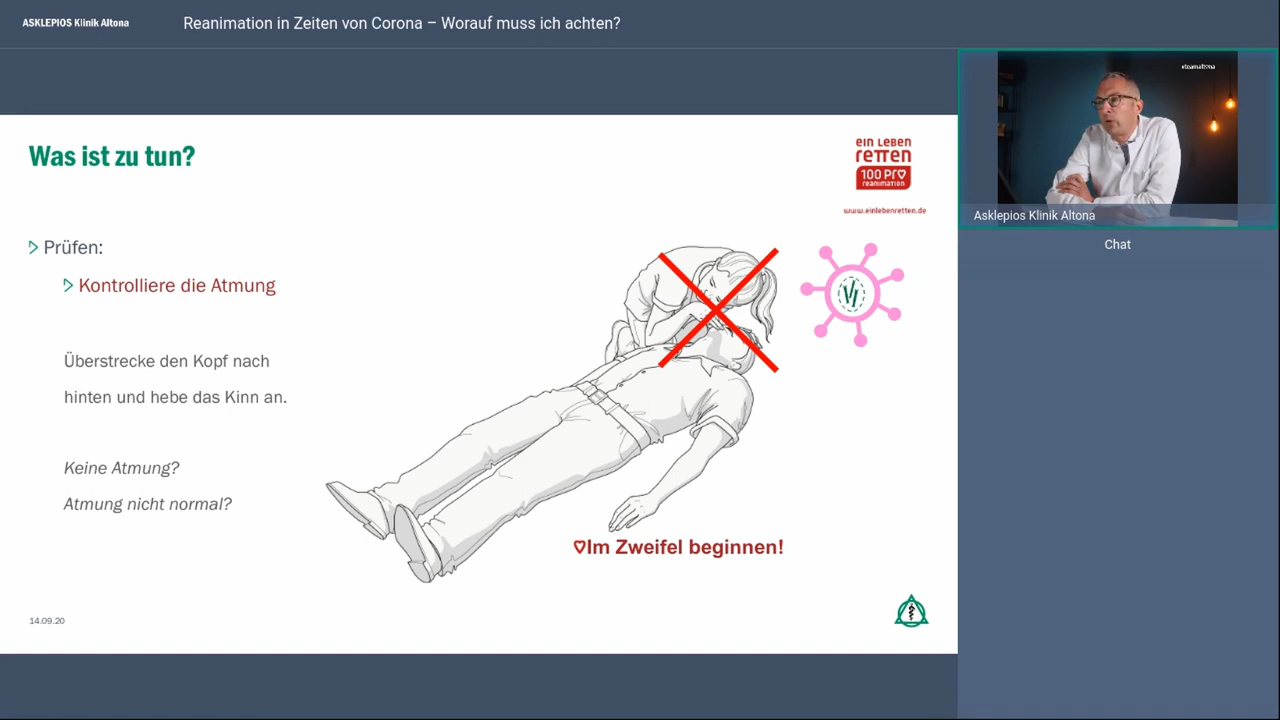 ASKLEPIOS Klinik Altona
Reanimation in Zeiten von Corona – Worauf muss ich achten?
Was ist zu tun?
ein Leben
retten
100 Pro
reanimation
www.einlebenretten.de
Prüfen:
Kontrolliere die Atmung
Überstrecke den Kopf nach
hinten und hebe das Kinn an.
Keine Atmung?
Atmung nicht normal?
Im Zweifel beginnen!
14.09.20
#teamaltona
Asklepios Klinik Altona
Chat